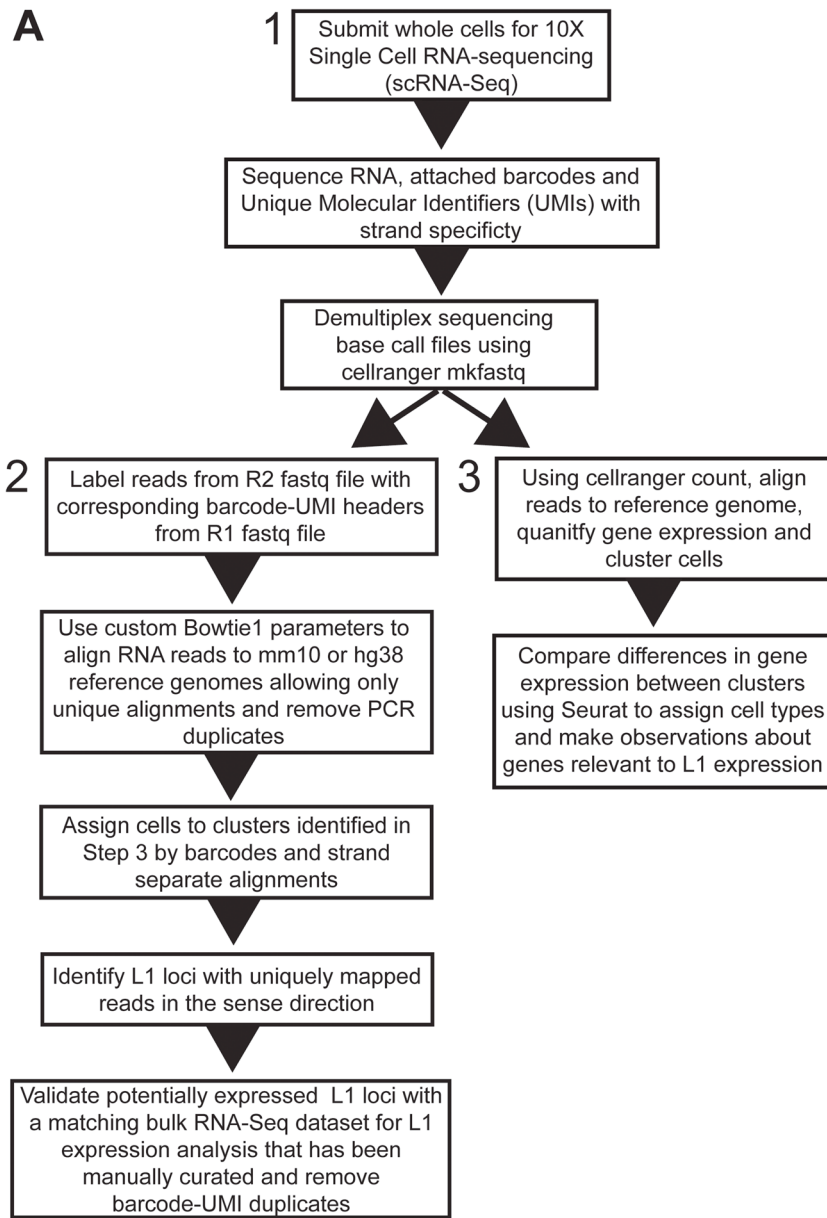 A
1
Submit whole cells for 10X
Single Cell RNA-sequencing
(scRNA-Seq)
Sequence RNA, attached barcodes and
Unique Molecular Identifiers (UMIs) with
strand specificty
Demultiplex sequencing
base call files using
cellranger mkfastq
2
Label reads from R2 fastq file with
corresponding barcode-UMI headers
from R1 fastq file
Use custom Bowtie1 parameters to
align RNA reads to mm10 or hg38
reference genomes allowing only
unique alignments and remove PCR
duplicates
Assign cells to clusters identified in
Step 3 by barcodes and strand
separate alignments
Identify L1 loci with uniquely mapped
reads in the sense direction
Validate potentially expressed L1 loci with
a matching bulk RNA-Seq dataset for L1
expression analysis that has been
manually curated and remove
barcode-UMI duplicates
3
Using cellranger count, align
reads to reference genome,
quanitfy gene expression and
cluster cells
Compare differences in gene
expression between clusters
using Seurat to assign cell types
and make observations about
genes relevant to L1 expression